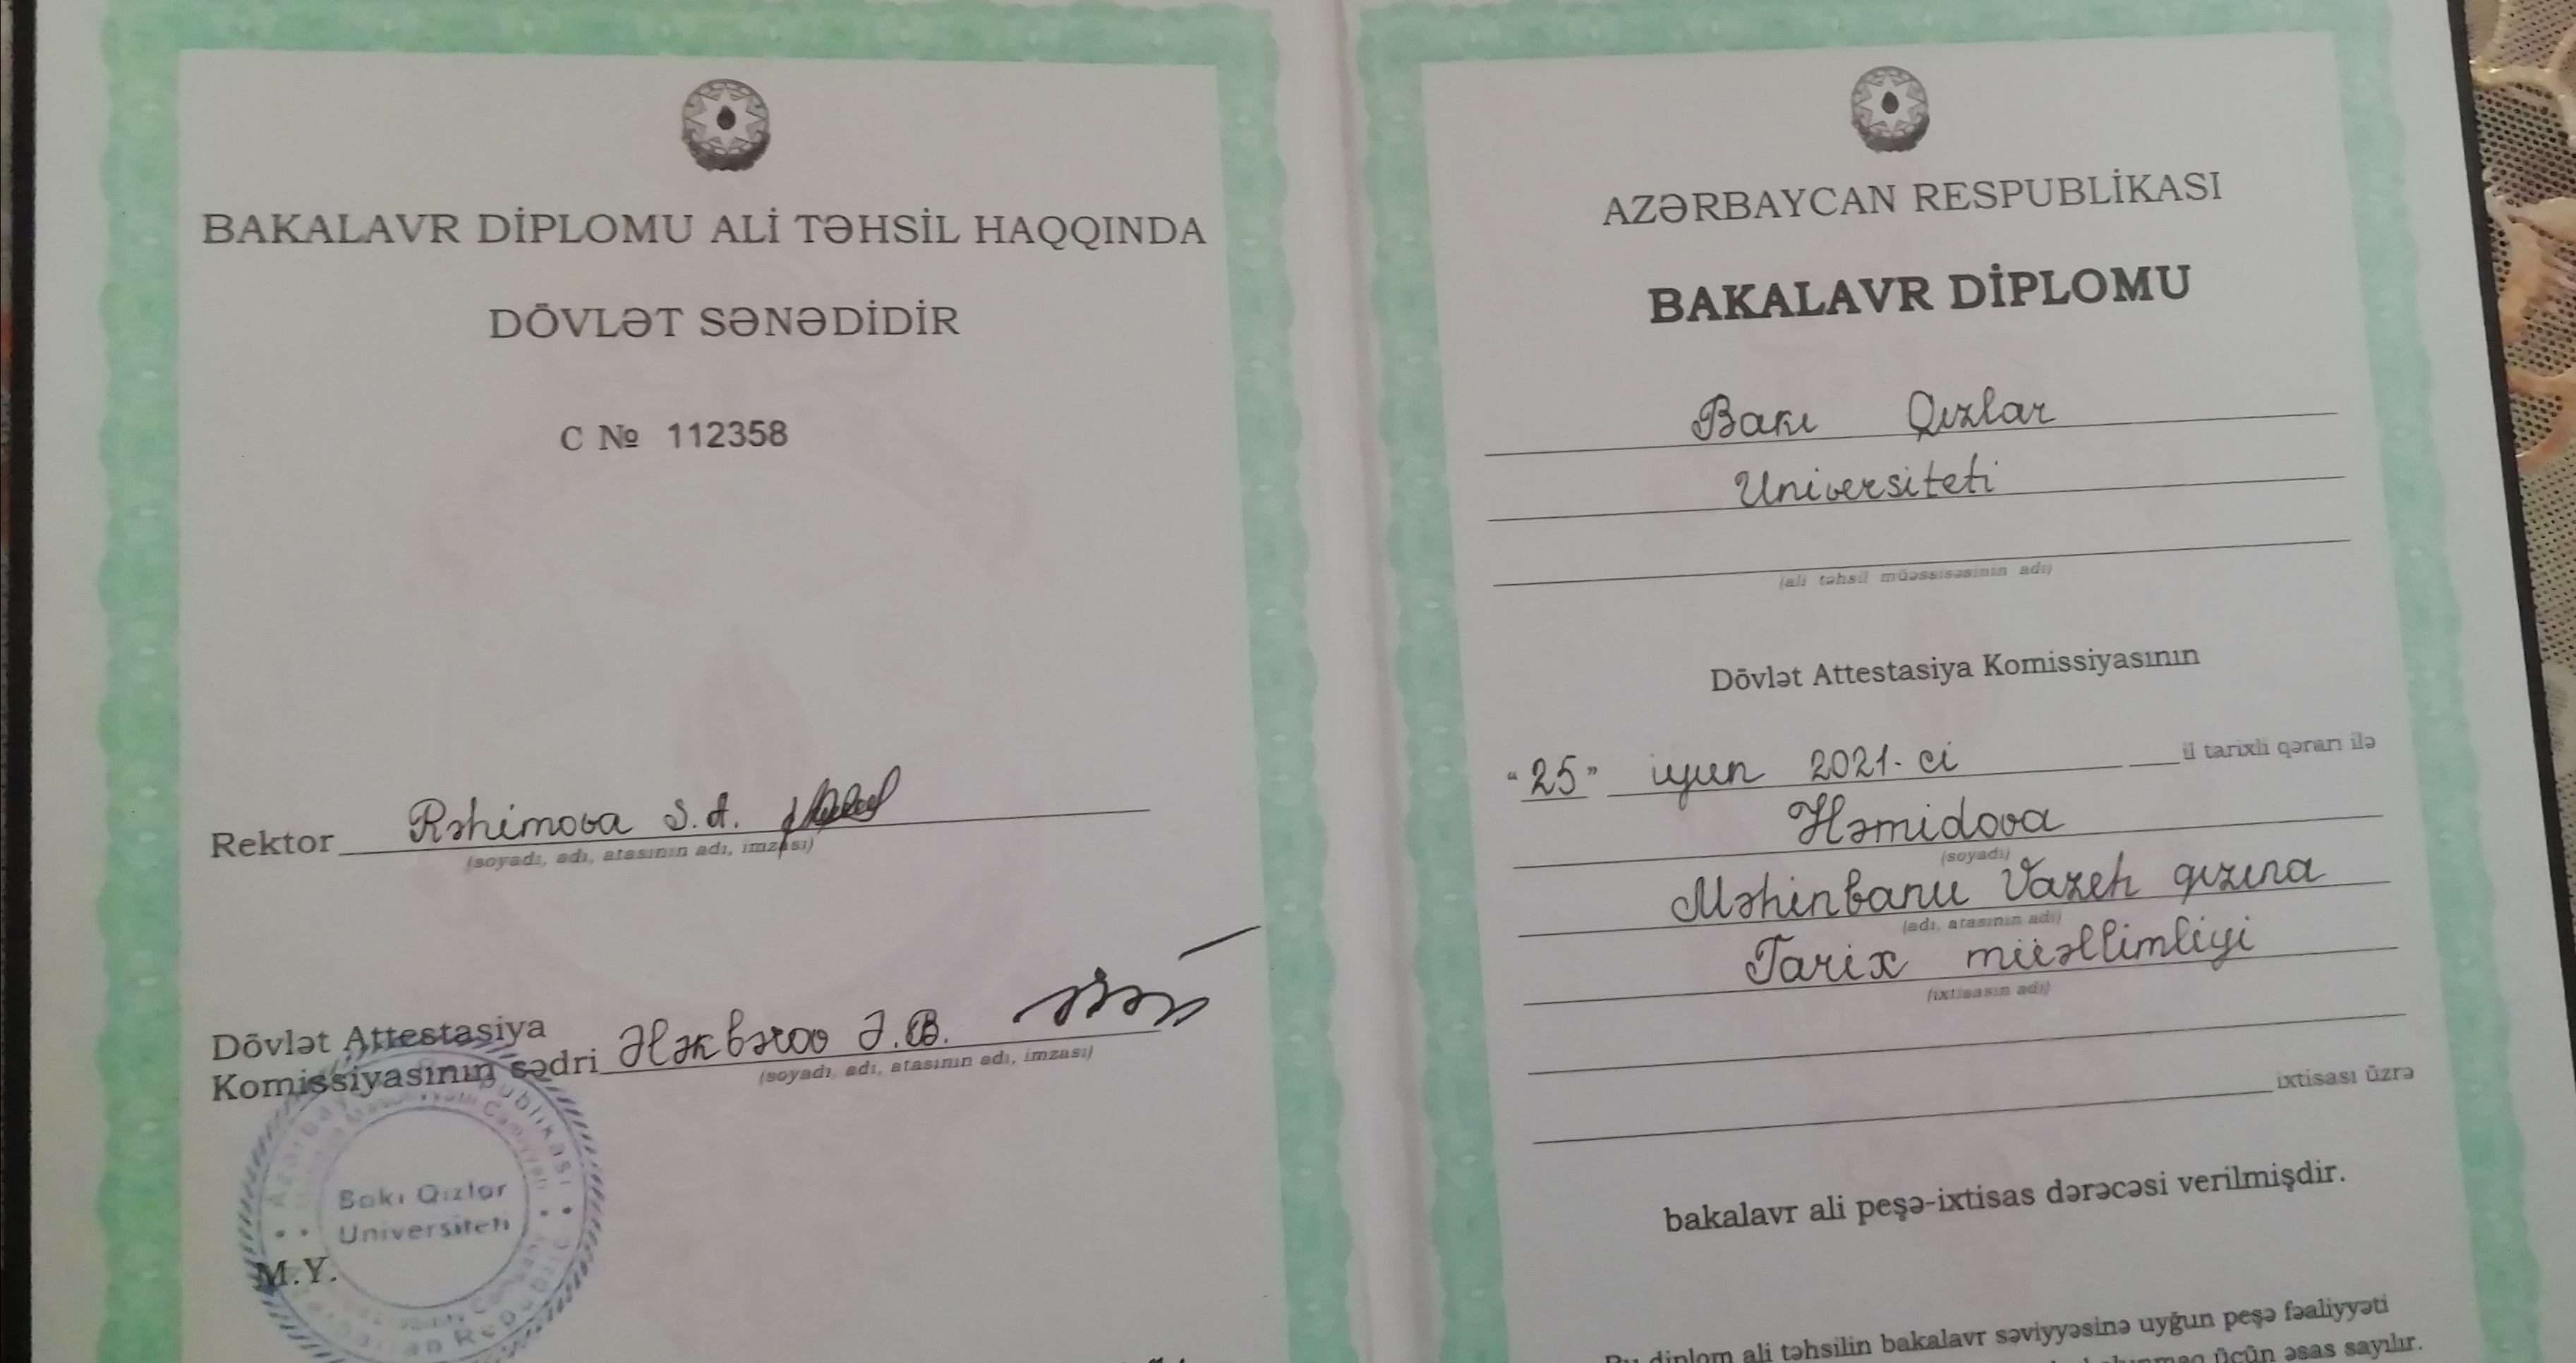 BAKALAVR DİPLOMU ALİ TƏHSİL HAQQINDA
DÖVLƏT SƏNƏDİDİR
C № 112358
Rektor Rəhimova S.A.
(soyadı, adı, atasının adı, imzası)
Dövlət Attestasiya
Komissiyasının sədri Ələkbərov Ə.B.
(soyadı, adı, atasının adı, imzası)
Bakı Qızlar
Universiteti
M.Y.
AZƏRBAYCAN RESPUBLİKASI
BAKALAVR DİPLOMU
Bakı Qızlar
Universiteti
(ali təhsil müəssisəsinin adı)
Dövlət Attestasiya Komissiyasının
“25” iyun 2021-ci il tarixli qərarı ilə
Həmidova
(soyadı)
Məhinbanu Vazeh qızına
(adı, atasının adı)
Tarix müəllimliyi
(ixtisasın adı)
ixtisası üzrə
bakalavr ali peşə-ixtisas dərəcəsi verilmişdir.
diplom ali təhsilin bakalavr səviyyəsinə uyğun peşə fəaliyyəti
üçün əsas sayılır.